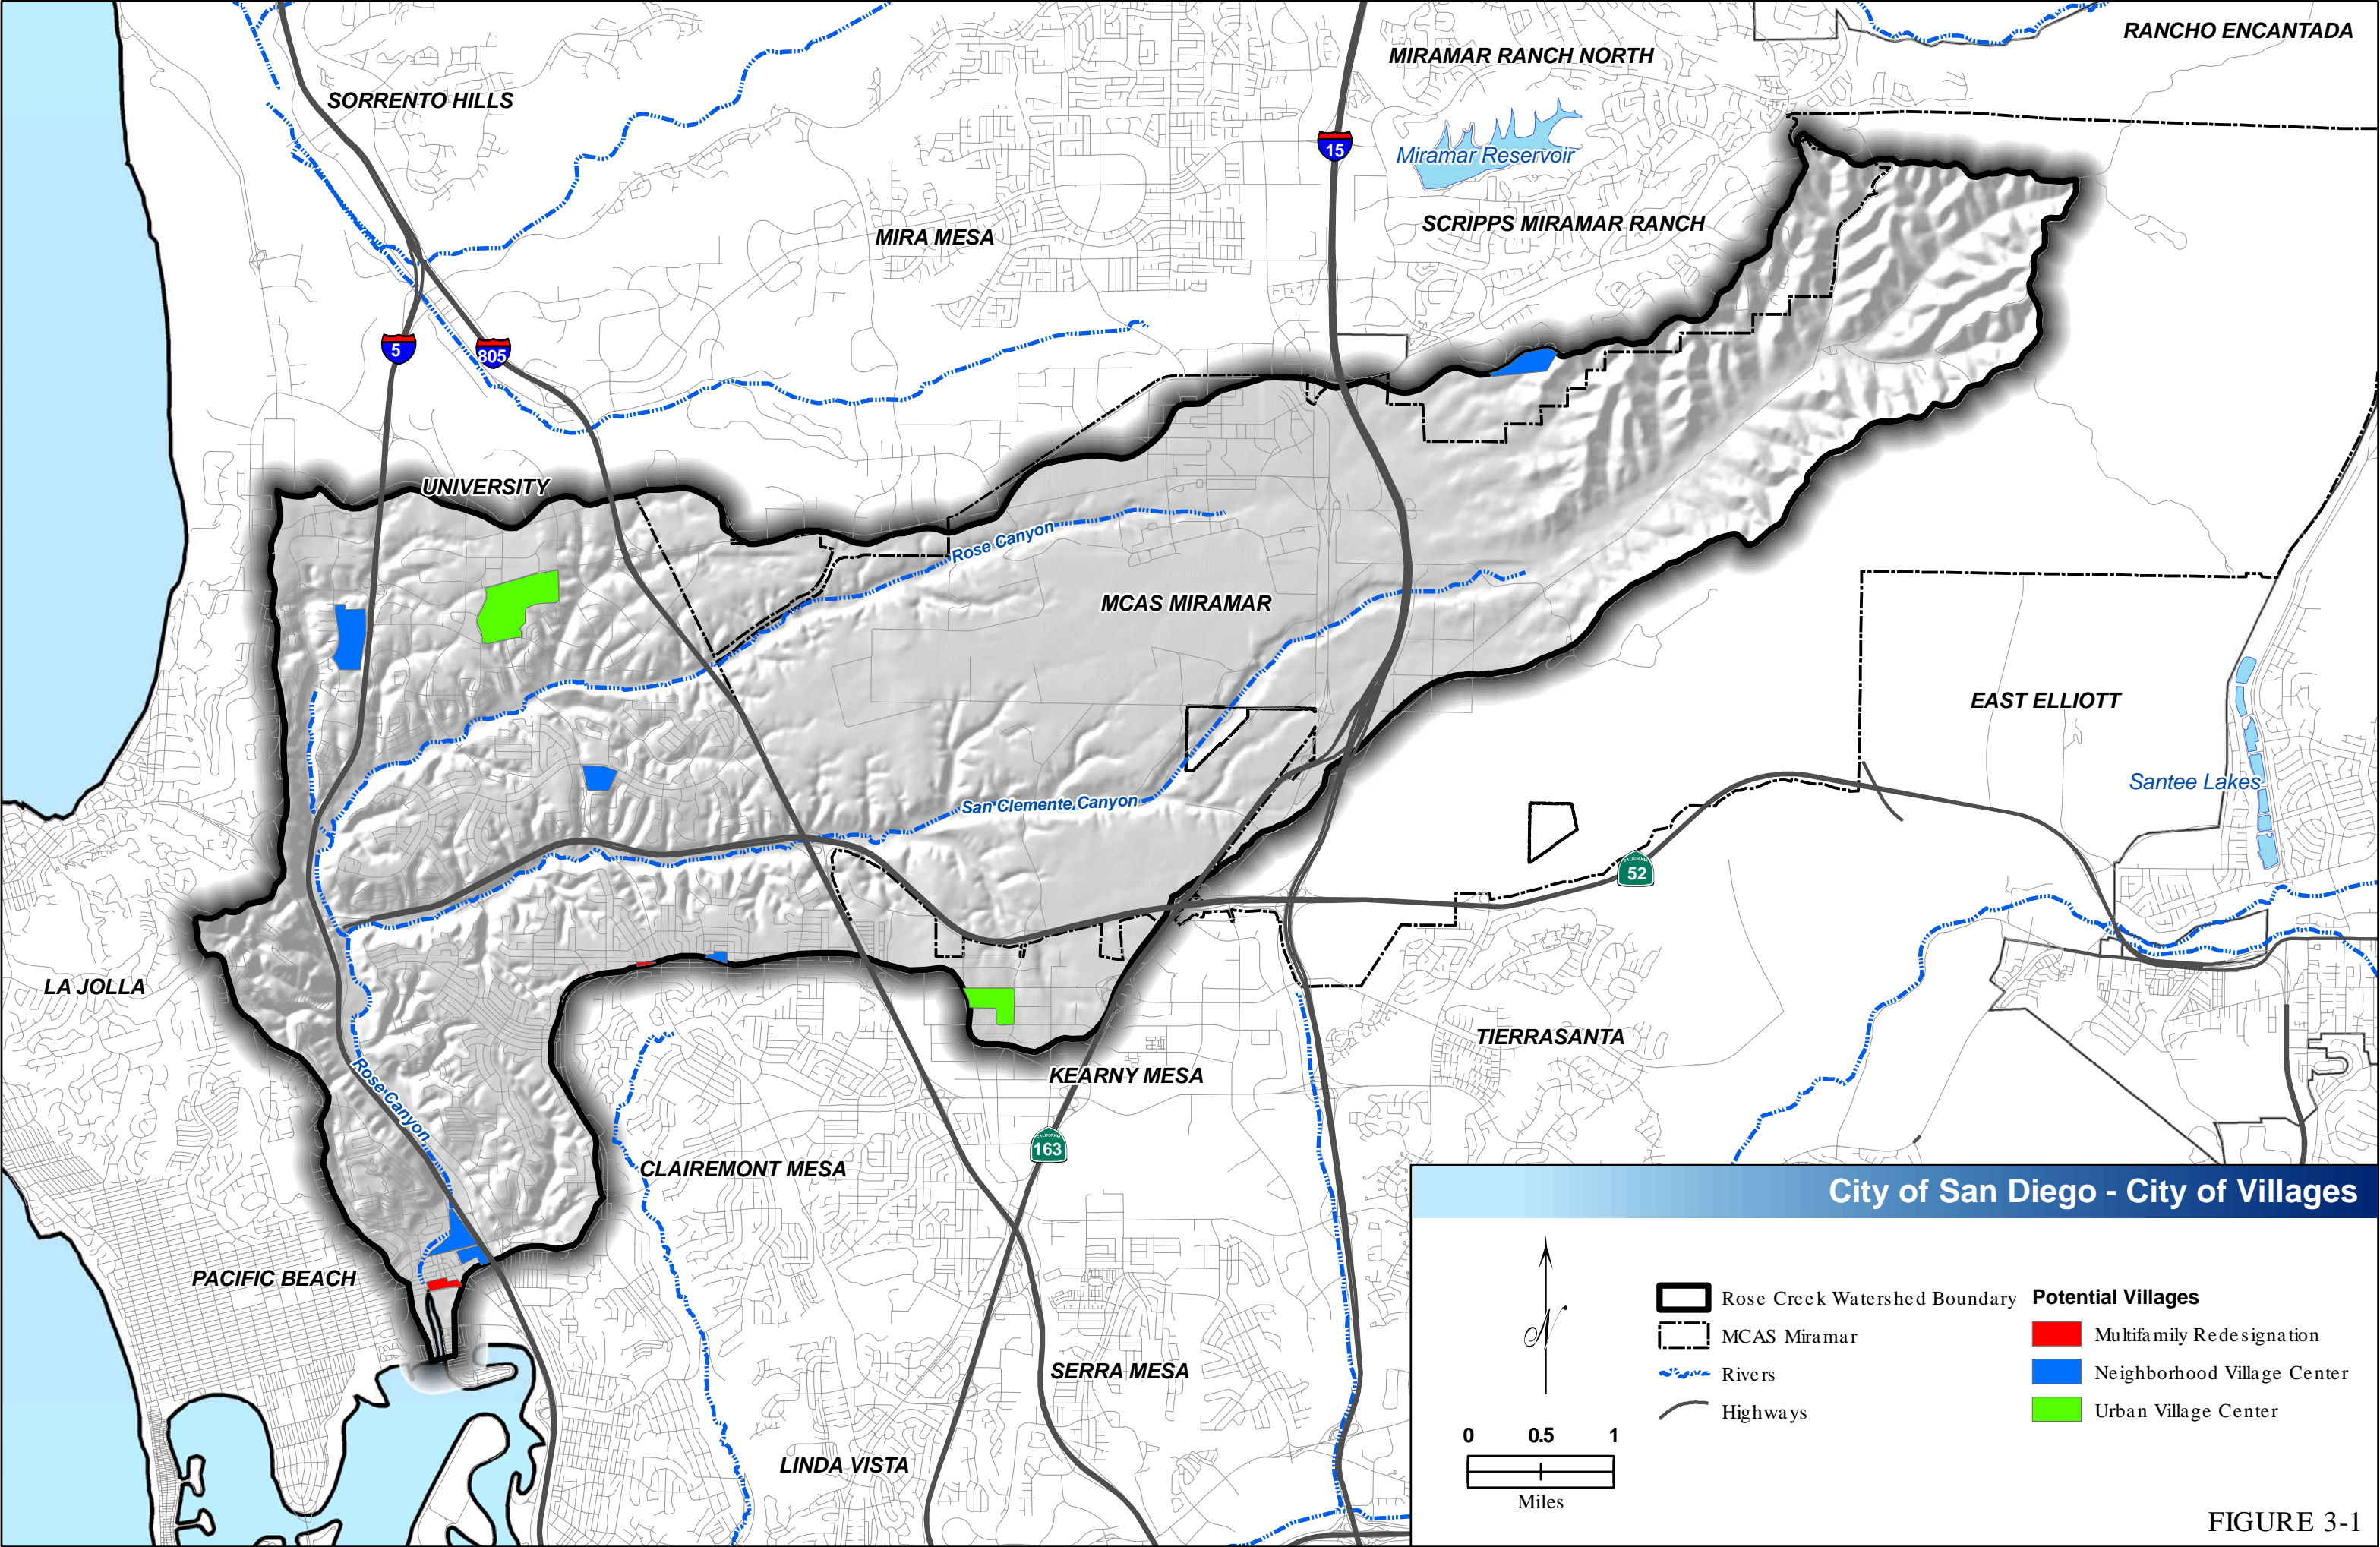 RANCHO ENCANTADA
MIRAMAR RANCH NORTH
SORRENTO HILLS
15
Miramar Reservoir
SCRIPPS MIRAMAR RANCH
MIRA MESA
5
805
UNIVERSITY
Rose Canyon
MCAS MIRAMAR
EAST ELLIOTT
Santee Lakes
San Clemente Canyon
CALIFORNIA
52
LA JOLLA
TIERRASANTA
KEARNY MESA
Rose Canyon
CALIFORNIA
163
CLAIREMONT MESA
PACIFIC BEACH
SERRA MESA
LINDA VISTA
City of San Diego - City of Villages
N
Rose Creek Watershed Boundary
MCAS Miramar
Rivers
Highways
Potential Villages
Multifamily Redesignation
Neighborhood Village Center
Urban Village Center
0 0.5 1
Miles
FIGURE 3-1